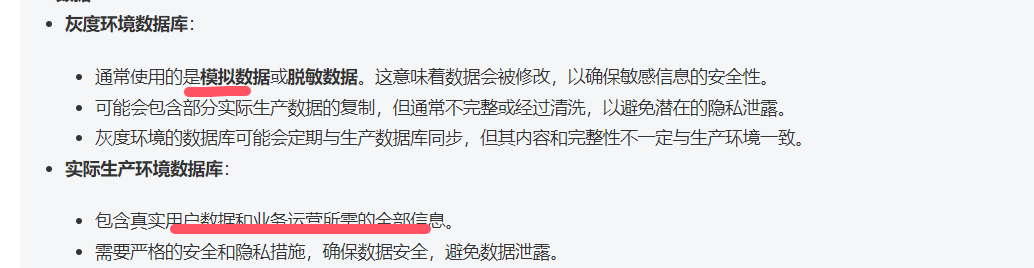 灰度环境数据库：
通常使用的是模拟数据或脱敏数据。这意味着数据会被修改，以确保敏感信息的安全性。
可能会包含部分实际生产数据的复制，但通常不完整或经过清洗，以避免潜在的隐私泄露。
灰度环境的数据库可能会定期与生产数据库同步，但其内容和完整性不一定与生产环境一致。
实际生产环境数据库：
包含真实用户数据和业务运营所需的全部信息。
需要严格的安全和隐私措施，确保数据安全，避免数据泄露。